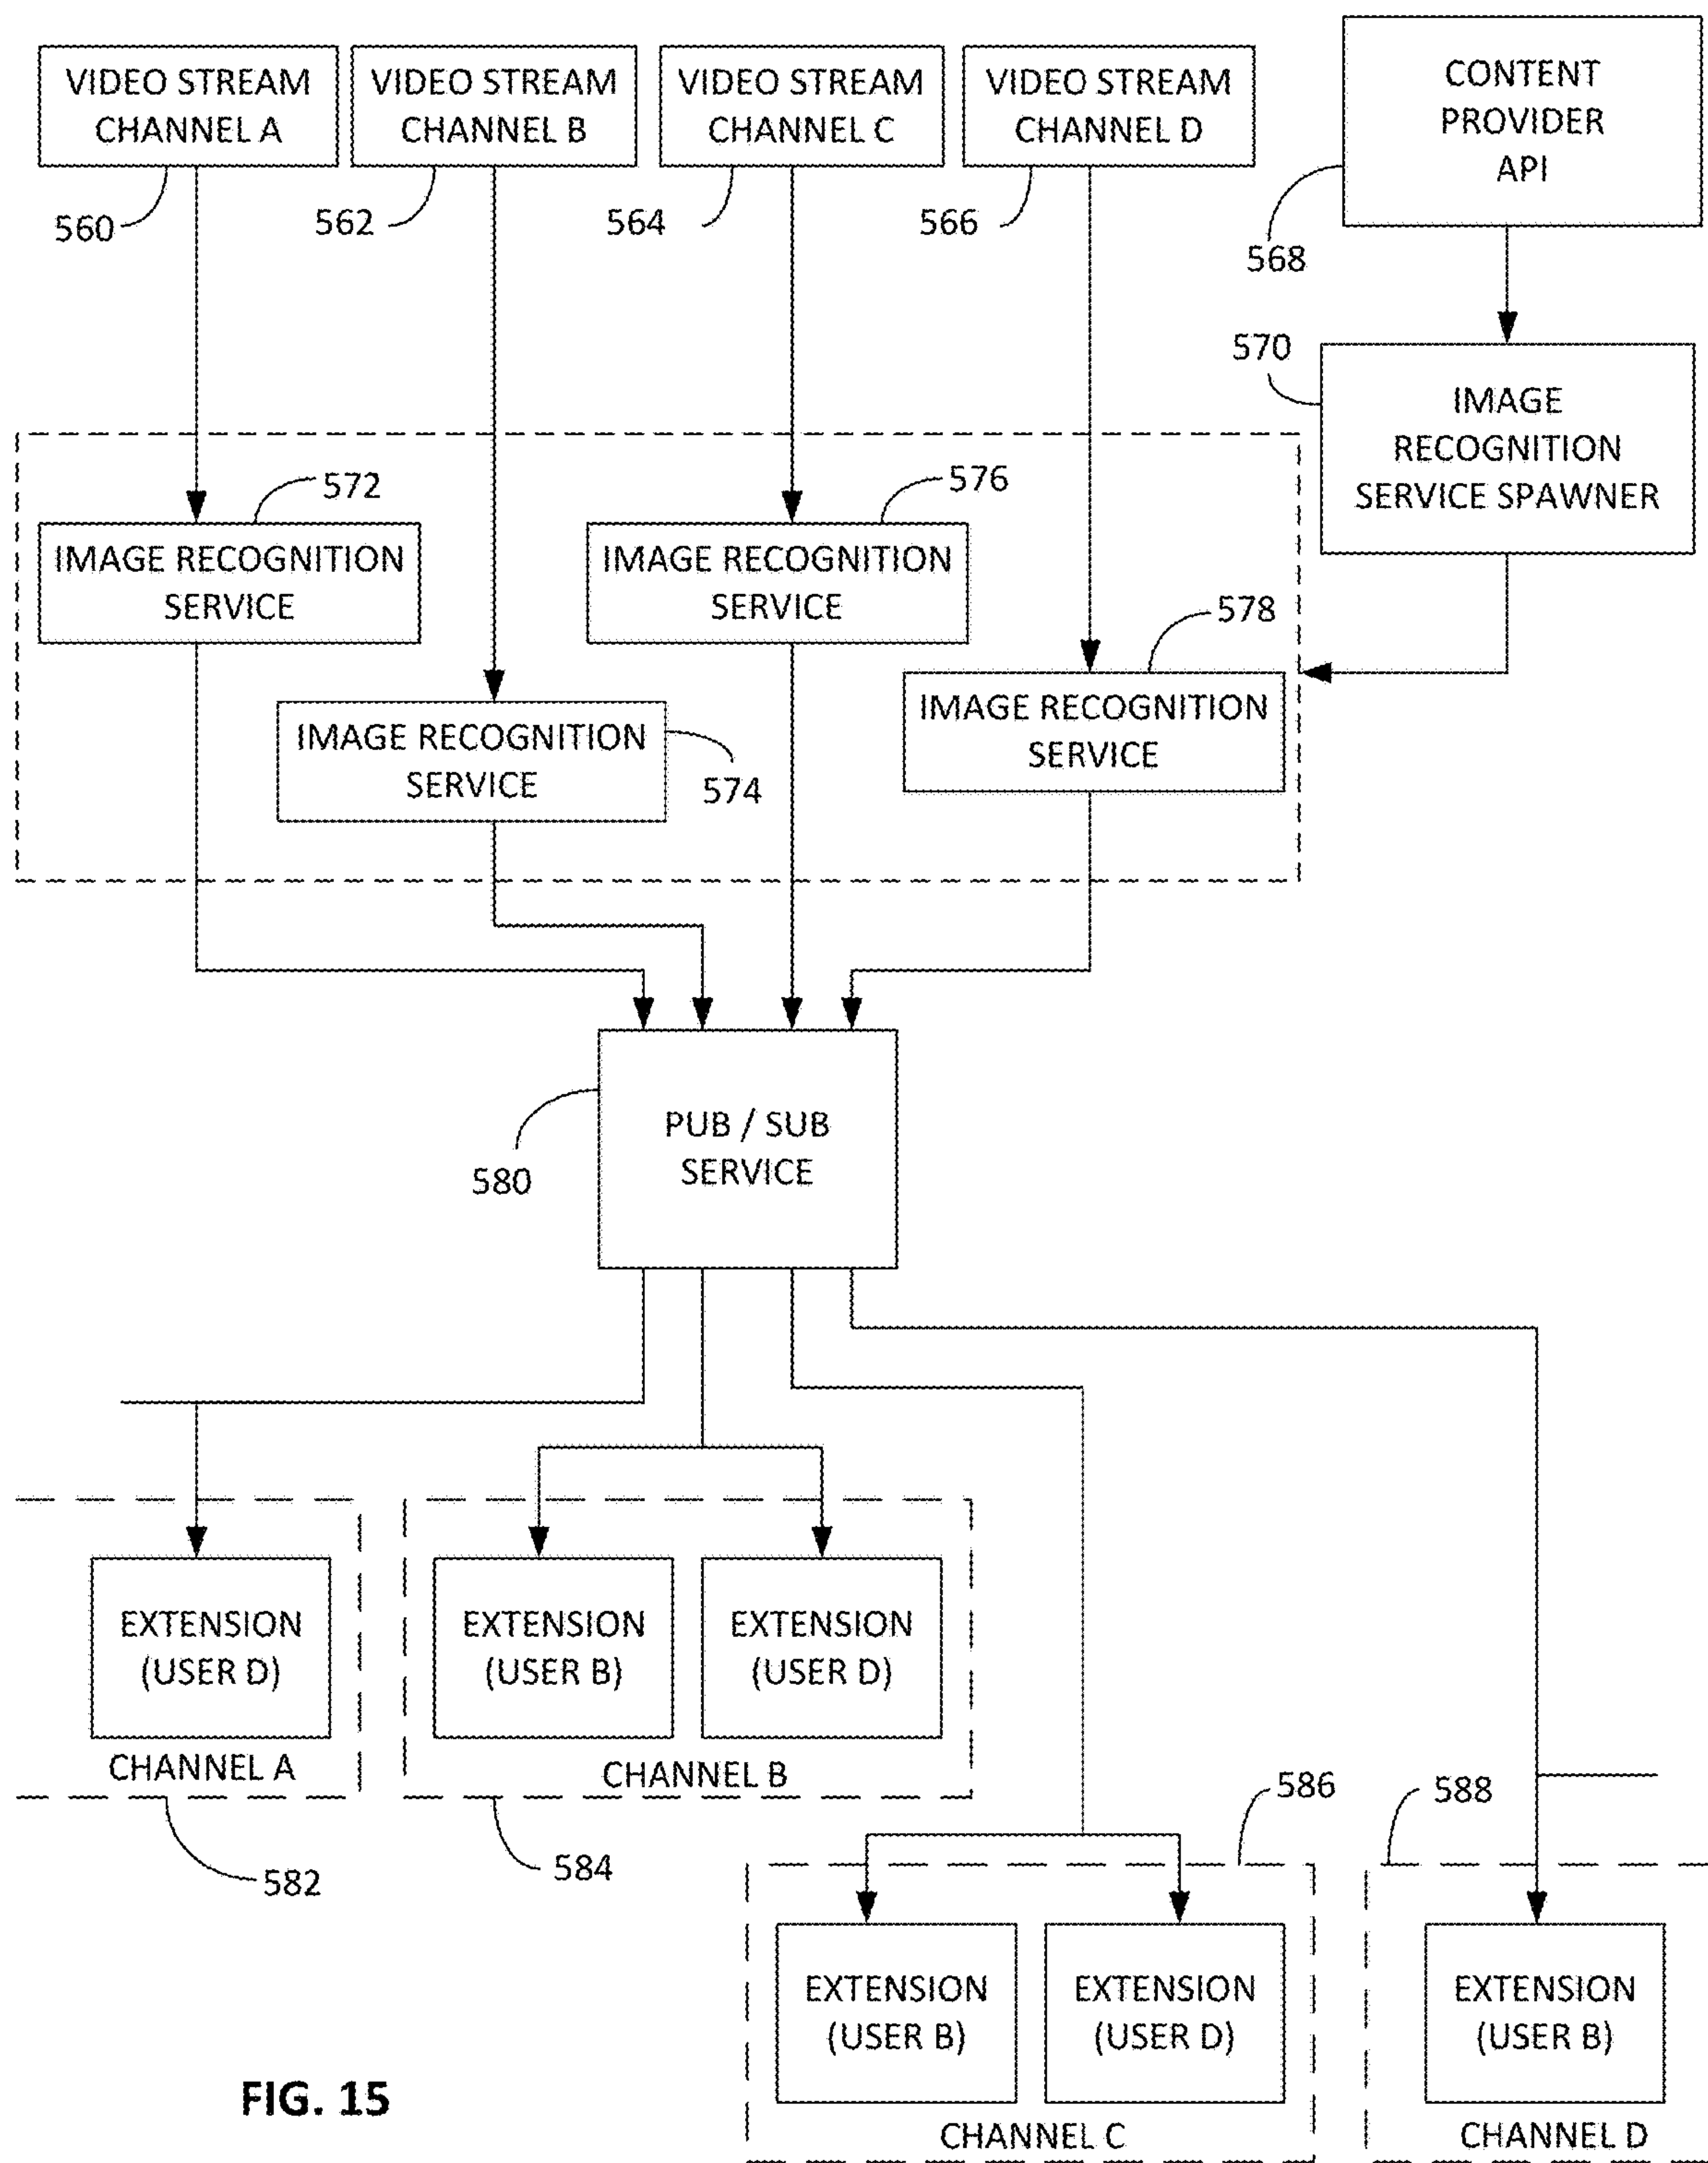 VIDEO STREAM
CHANNEL A
VIDEO STREAM
CHANNEL B
VIDEO STREAM
CHANNEL C
VIDEO STREAM
CHANNEL D
CONTENT
PROVIDER
API
560
562
564
566
568
570
IMAGE
RECOGNITION
SERVICE SPAWNER
572
576
IMAGE RECOGNITION
SERVICE
IMAGE RECOGNITION
SERVICE
578
IMAGE RECOGNITION
SERVICE
574
IMAGE RECOGNITION
SERVICE
PUB / SUB
SERVICE
580
EXTENSION
(USER D)
CHANNEL A
EXTENSION
(USER B)
EXTENSION
(USER D)
CHANNEL B
582
584
586
588
EXTENSION
(USER B)
EXTENSION
(USER D)
CHANNEL C
EXTENSION
(USER B)
CHANNEL D
FIG. 15